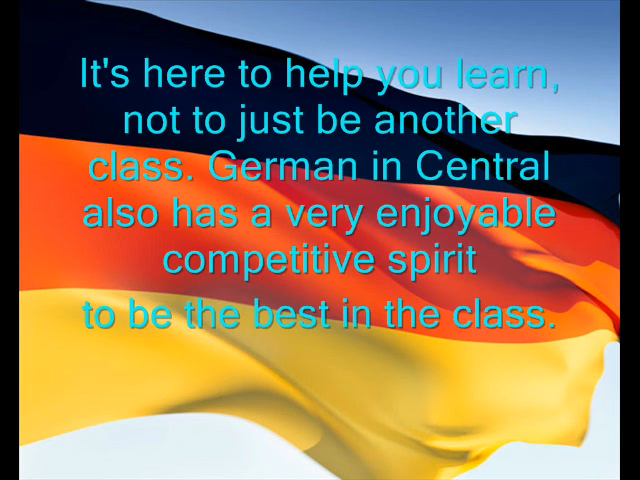 It's here to help you learn,
not to just be another
class. German in Central
also has a very enjoyable
competitive spirit
to be the best in the class.